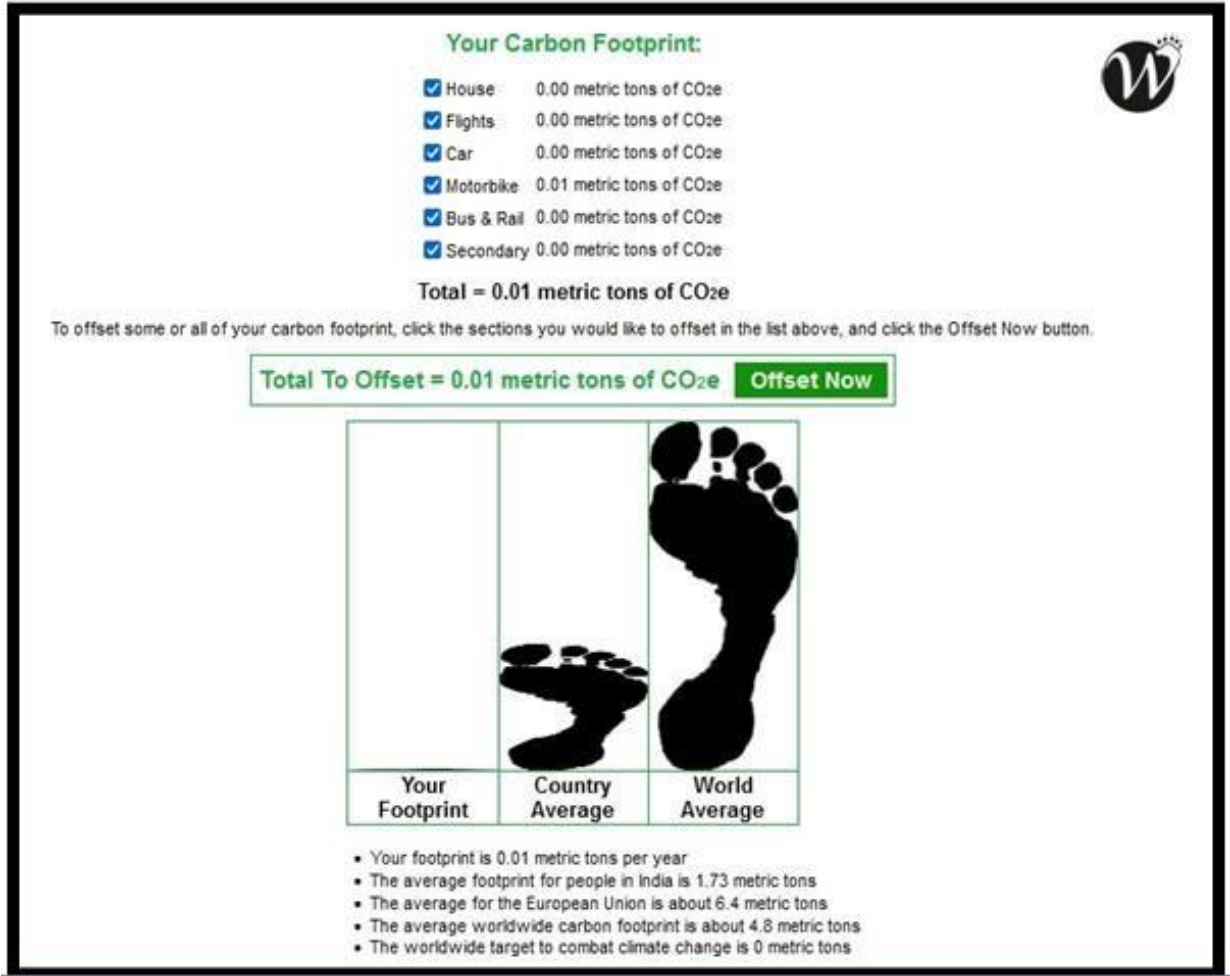 Your Carbon Footprint:
W
House 0.00 metric tons of CO2e
Flights 0.00 metric tons of CO2e
Car 0.00 metric tons of CO2e
Motorbike 0.01 metric tons of CO2e
Bus & Rail 0.00 metric tons of CO2e
Secondary 0.00 metric tons of CO2e
Total = 0.01 metric tons of CO2e
To offset some or all of your carbon footprint, click the sections you would like to offset in the list above, and click the Offset Now button.
Total To Offset = 0.01 metric tons of CO2e Offset Now
Your Footprint
Country Average
World Average
• Your footprint is 0.01 metric tons per year
• The average footprint for people in India is 1.73 metric tons
• The average for the European Union is about 6.4 metric tons
• The average worldwide carbon footprint is about 4.8 metric tons
• The worldwide target to combat climate change is 0 metric tons